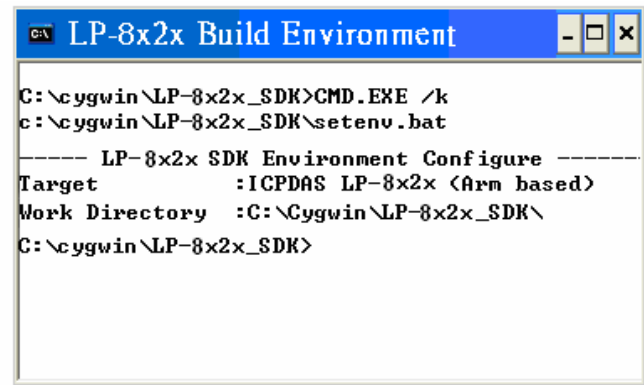 LP-8x2x Build Environment
C:\cygwin\LP-8x2x_SDK>CMD.EXE /k
c:\cygwin\LP-8x2x_SDK\setenv.bat
----- LP-8x2x SDK Environment Configure ------
Target :ICPDAS LP-8x2x (Arm based)
Work Directory :C:\Cygwin\LP-8x2x_SDK\
C:\cygwin\LP-8x2x_SDK>